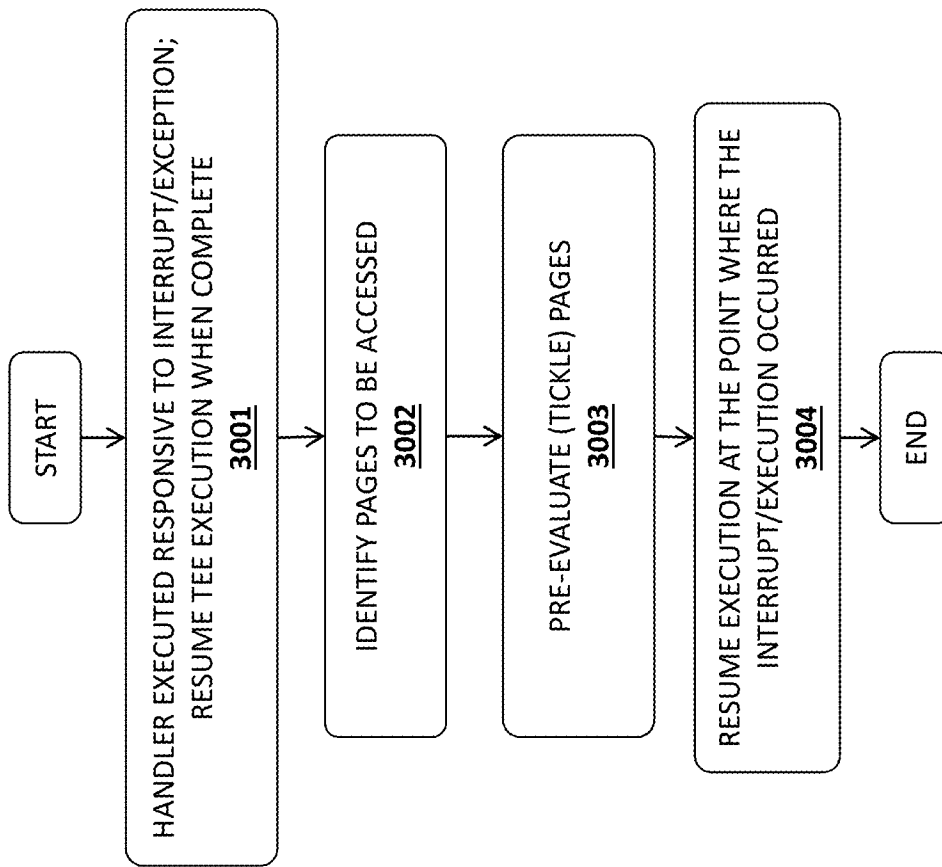 START
HANDLER EXECUTED RESPONSIVE TO INTERRUPT/EXCEPTION;
RESUME TEE EXECUTION WHEN COMPLETE
3001
IDENTIFY PAGES TO BE ACCESSED
3002
PRE-EVALUATE (TICKLE) PAGES
3003
RESUME EXECUTION AT THE POINT WHERE THE
INTERRUPT/EXECUTION OCCURRED
3004
END